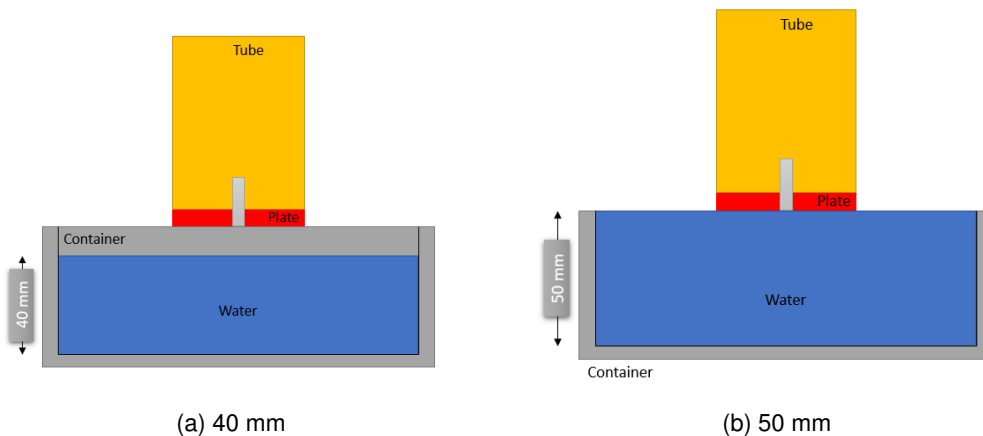 Tube
Plate
Container
40 mm
Water
(a) 40 mm
Tube
Plate
50 mm
Water
Container
(b) 50 mm